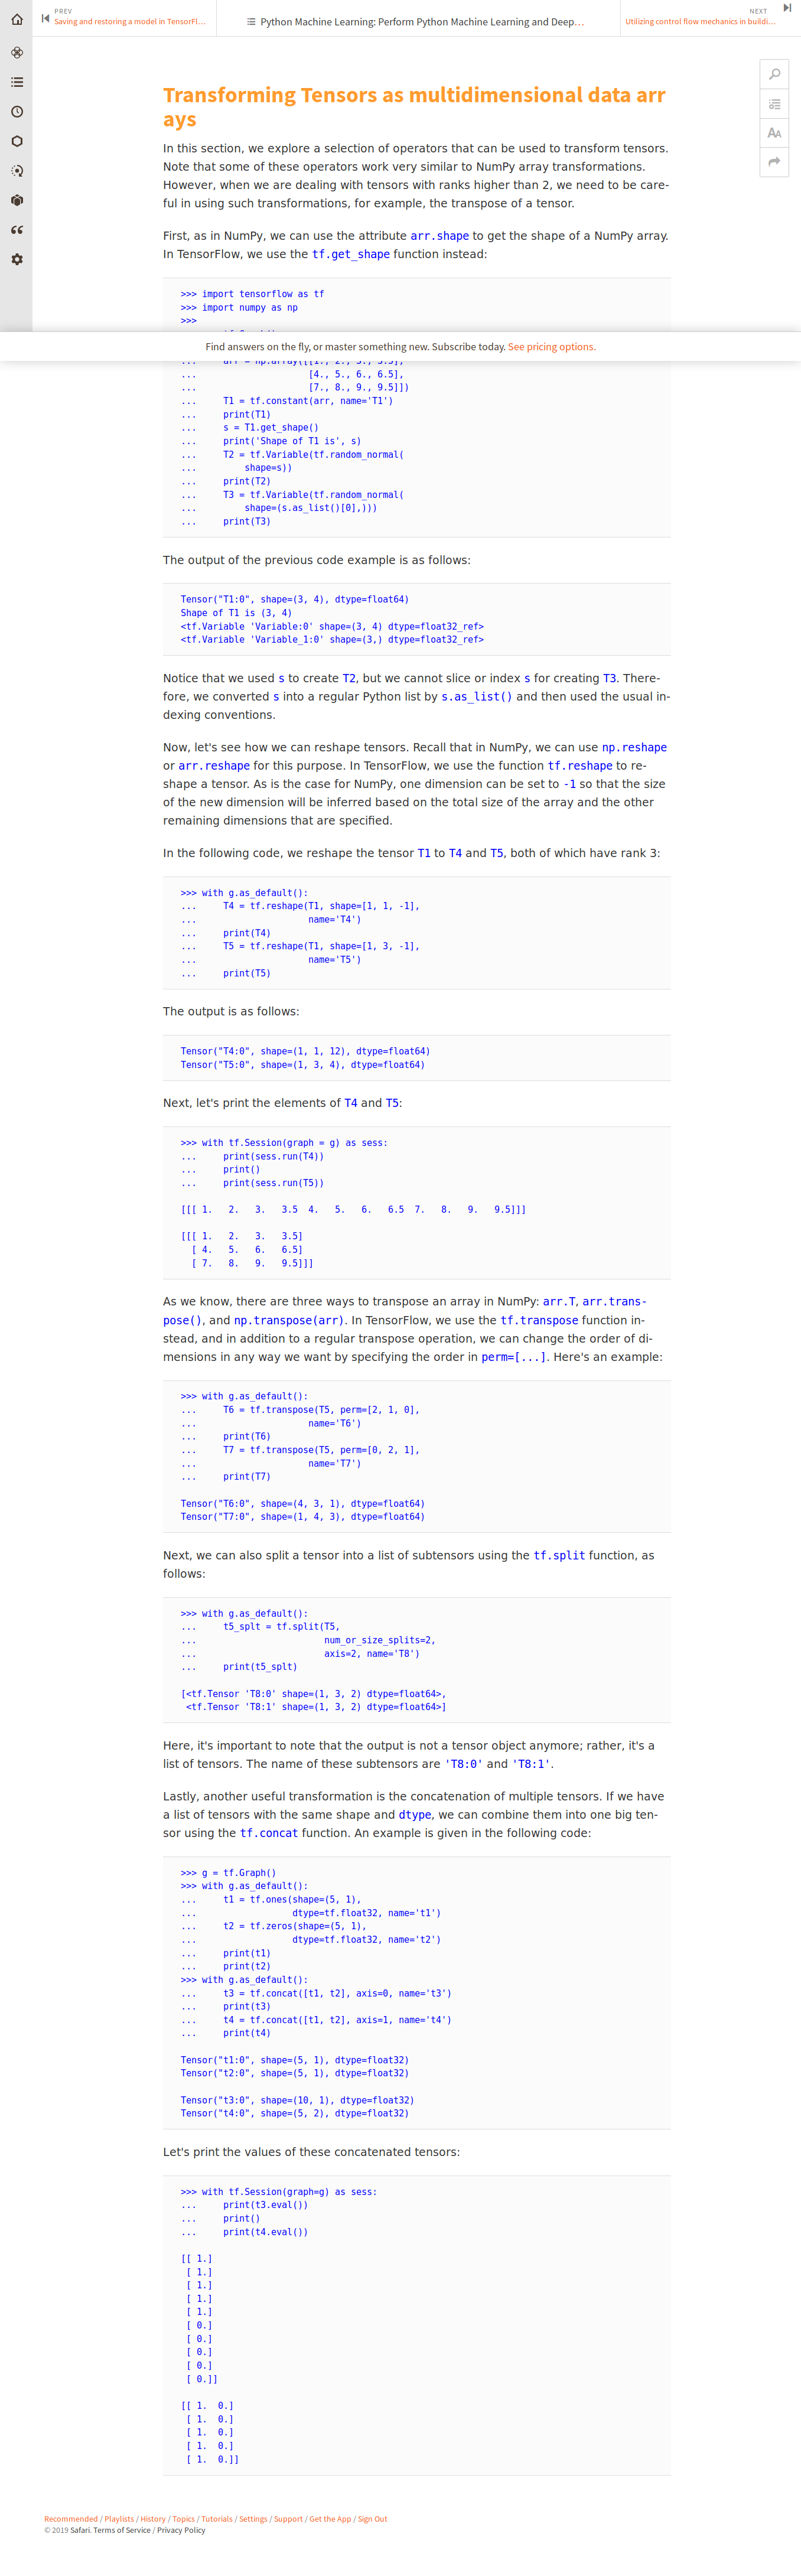 PREV
Saving and restoring a model in TensorFl…
Python Machine Learning: Perform Python Machine Learning and Deep…
NEXT
Utilizing control flow mechanics in buildi…
Transforming Tensors as multidimensional data arr
ays
In this section, we explore a selection of operators that can be used to transform tensors.
Note that some of these operators work very similar to NumPy array transformations.
However, when we are dealing with tensors with ranks higher than 2, we need to be care-
ful in using such transformations, for example, the transpose of a tensor.
First, as in NumPy, we can use the attribute arr.shape to get the shape of a NumPy array.
In TensorFlow, we use the tf.get_shape function instead:
>>> import tensorflow as tf
>>> import numpy as np
>>>
Find answers on the fly, or master something new. Subscribe today. See pricing options.
...     arr = np.array([[1., 2., 3., 3.5],
...                     [4., 5., 6., 6.5],
...                     [7., 8., 9., 9.5]])
...     T1 = tf.constant(arr, name='T1')
...     print(T1)
...     s = T1.get_shape()
...     print('Shape of T1 is', s)
...     T2 = tf.Variable(tf.random_normal(
...         shape=s))
...     print(T2)
...     T3 = tf.Variable(tf.random_normal(
...         shape=(s.as_list()[0],)))
...     print(T3)
The output of the previous code example is as follows:
Tensor("T1:0", shape=(3, 4), dtype=float64)
Shape of T1 is (3, 4)
<tf.Variable 'Variable:0' shape=(3, 4) dtype=float32_ref>
<tf.Variable 'Variable_1:0' shape=(3,) dtype=float32_ref>
Notice that we used s to create T2, but we cannot slice or index s for creating T3. There-
fore, we converted s into a regular Python list by s.as_list() and then used the usual in-
dexing conventions.
Now, let's see how we can reshape tensors. Recall that in NumPy, we can use np.reshape
or arr.reshape for this purpose. In TensorFlow, we use the function tf.reshape to re-
shape a tensor. As is the case for NumPy, one dimension can be set to -1 so that the size
of the new dimension will be inferred based on the total size of the array and the other
remaining dimensions that are specified.
In the following code, we reshape the tensor T1 to T4 and T5, both of which have rank 3:
>>> with g.as_default():
...     T4 = tf.reshape(T1, shape=[1, 1, -1],
...                     name='T4')
...     print(T4)
...     T5 = tf.reshape(T1, shape=[1, 3, -1],
...                     name='T5')
...     print(T5)
The output is as follows:
Tensor("T4:0", shape=(1, 1, 12), dtype=float64)
Tensor("T5:0", shape=(1, 3, 4), dtype=float64)
Next, let's print the elements of T4 and T5:
>>> with tf.Session(graph = g) as sess:
...     print(sess.run(T4))
...     print()
...     print(sess.run(T5))
[[[ 1.   2.   3.   3.5  4.   5.   6.   6.5  7.   8.   9.   9.5]]]
[[[ 1.   2.   3.   3.5]
  [ 4.   5.   6.   6.5]
  [ 7.   8.   9.   9.5]]]
As we know, there are three ways to transpose an array in NumPy: arr.T, arr.trans-
pose(), and np.transpose(arr). In TensorFlow, we use the tf.transpose function in-
stead, and in addition to a regular transpose operation, we can change the order of di-
mensions in any way we want by specifying the order in perm=[...]. Here's an example:
>>> with g.as_default():
...     T6 = tf.transpose(T5, perm=[2, 1, 0],
...                     name='T6')
...     print(T6)
...     T7 = tf.transpose(T5, perm=[0, 2, 1],
...                     name='T7')
...     print(T7)
Tensor("T6:0", shape=(4, 3, 1), dtype=float64)
Tensor("T7:0", shape=(1, 4, 3), dtype=float64)
Next, we can also split a tensor into a list of subtensors using the tf.split function, as
follows:
>>> with g.as_default():
...     t5_splt = tf.split(T5,
...                        num_or_size_splits=2,
...                        axis=2, name='T8')
...     print(t5_splt)
[<tf.Tensor 'T8:0' shape=(1, 3, 2) dtype=float64>,
 <tf.Tensor 'T8:1' shape=(1, 3, 2) dtype=float64>]
Here, it's important to note that the output is not a tensor object anymore; rather, it's a
list of tensors. The name of these subtensors are 'T8:0' and 'T8:1'.
Lastly, another useful transformation is the concatenation of multiple tensors. If we have
a list of tensors with the same shape and dtype, we can combine them into one big ten-
sor using the tf.concat function. An example is given in the following code:
>>> g = tf.Graph()
>>> with g.as_default():
...     t1 = tf.ones(shape=(5, 1),
...                  dtype=tf.float32, name='t1')
...     t2 = tf.zeros(shape=(5, 1),
...                  dtype=tf.float32, name='t2')
...     print(t1)
...     print(t2)
>>> with g.as_default():
...     t3 = tf.concat([t1, t2], axis=0, name='t3')
...     print(t3)
...     t4 = tf.concat([t1, t2], axis=1, name='t4')
...     print(t4)
Tensor("t1:0", shape=(5, 1), dtype=float32)
Tensor("t2:0", shape=(5, 1), dtype=float32)
Tensor("t3:0", shape=(10, 1), dtype=float32)
Tensor("t4:0", shape=(5, 2), dtype=float32)
Let's print the values of these concatenated tensors:
>>> with tf.Session(graph=g) as sess:
...     print(t3.eval())
...     print()
...     print(t4.eval())
[[ 1.]
 [ 1.]
 [ 1.]
 [ 1.]
 [ 1.]
 [ 0.]
 [ 0.]
 [ 0.]
 [ 0.]
 [ 0.]]
[[ 1.  0.]
 [ 1.  0.]
 [ 1.  0.]
 [ 1.  0.]
 [ 1.  0.]]
Recommended / Playlists / History / Topics / Tutorials / Settings / Support / Get the App / Sign Out
© 2019 Safari. Terms of Service / Privacy Policy